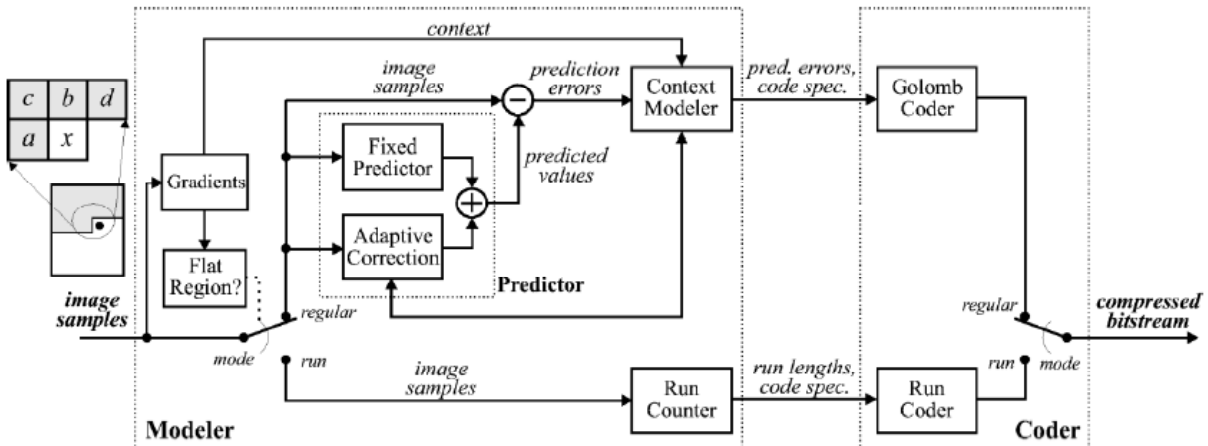 context
image
samples
prediction
errors
pred. errors,
code spec.
c b d
a x
Context
Modeler
Golomb
Coder
Fixed
Predictor
predicted
values
Gradients
Adaptive
Correction
Flat
Region?
Predictor
image
samples
regular
mode
run
regular
compressed
bitstream
run
mode
image
samples
Run
Counter
run lengths,
code spec.
Run
Coder
Modeler
Coder